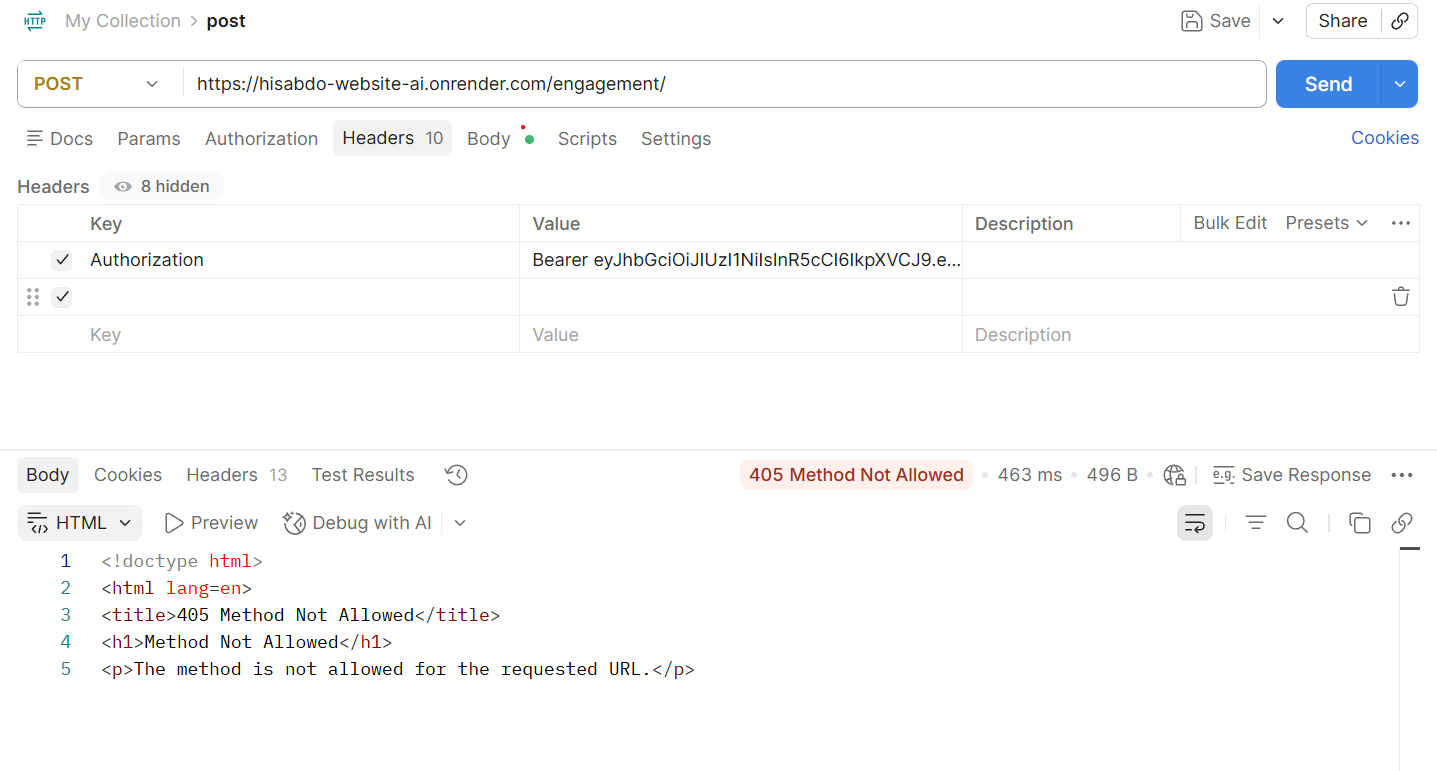 HTTP My Collection > post Save Share
POST https://hisabdo-website-ai.onrender.com/engagement/ Send
Docs Params Authorization Headers 10 Body Scripts Settings Cookies
Headers 8 hidden
Key Value Description Bulk Edit Presets
Authorization Bearer eyJhbGciOiJIUzI1NiIsInR5cCI6IkpXVCJ9.e...
Key Value Description
Body Cookies Headers 13 Test Results 405 Method Not Allowed • 463 ms • 496 B • e.g. Save Response
HTML Preview Debug with AI
1 <!doctype html>
2 <html lang=en>
3 <title>405 Method Not Allowed</title>
4 <h1>Method Not Allowed</h1>
5 <p>The method is not allowed for the requested URL.</p>